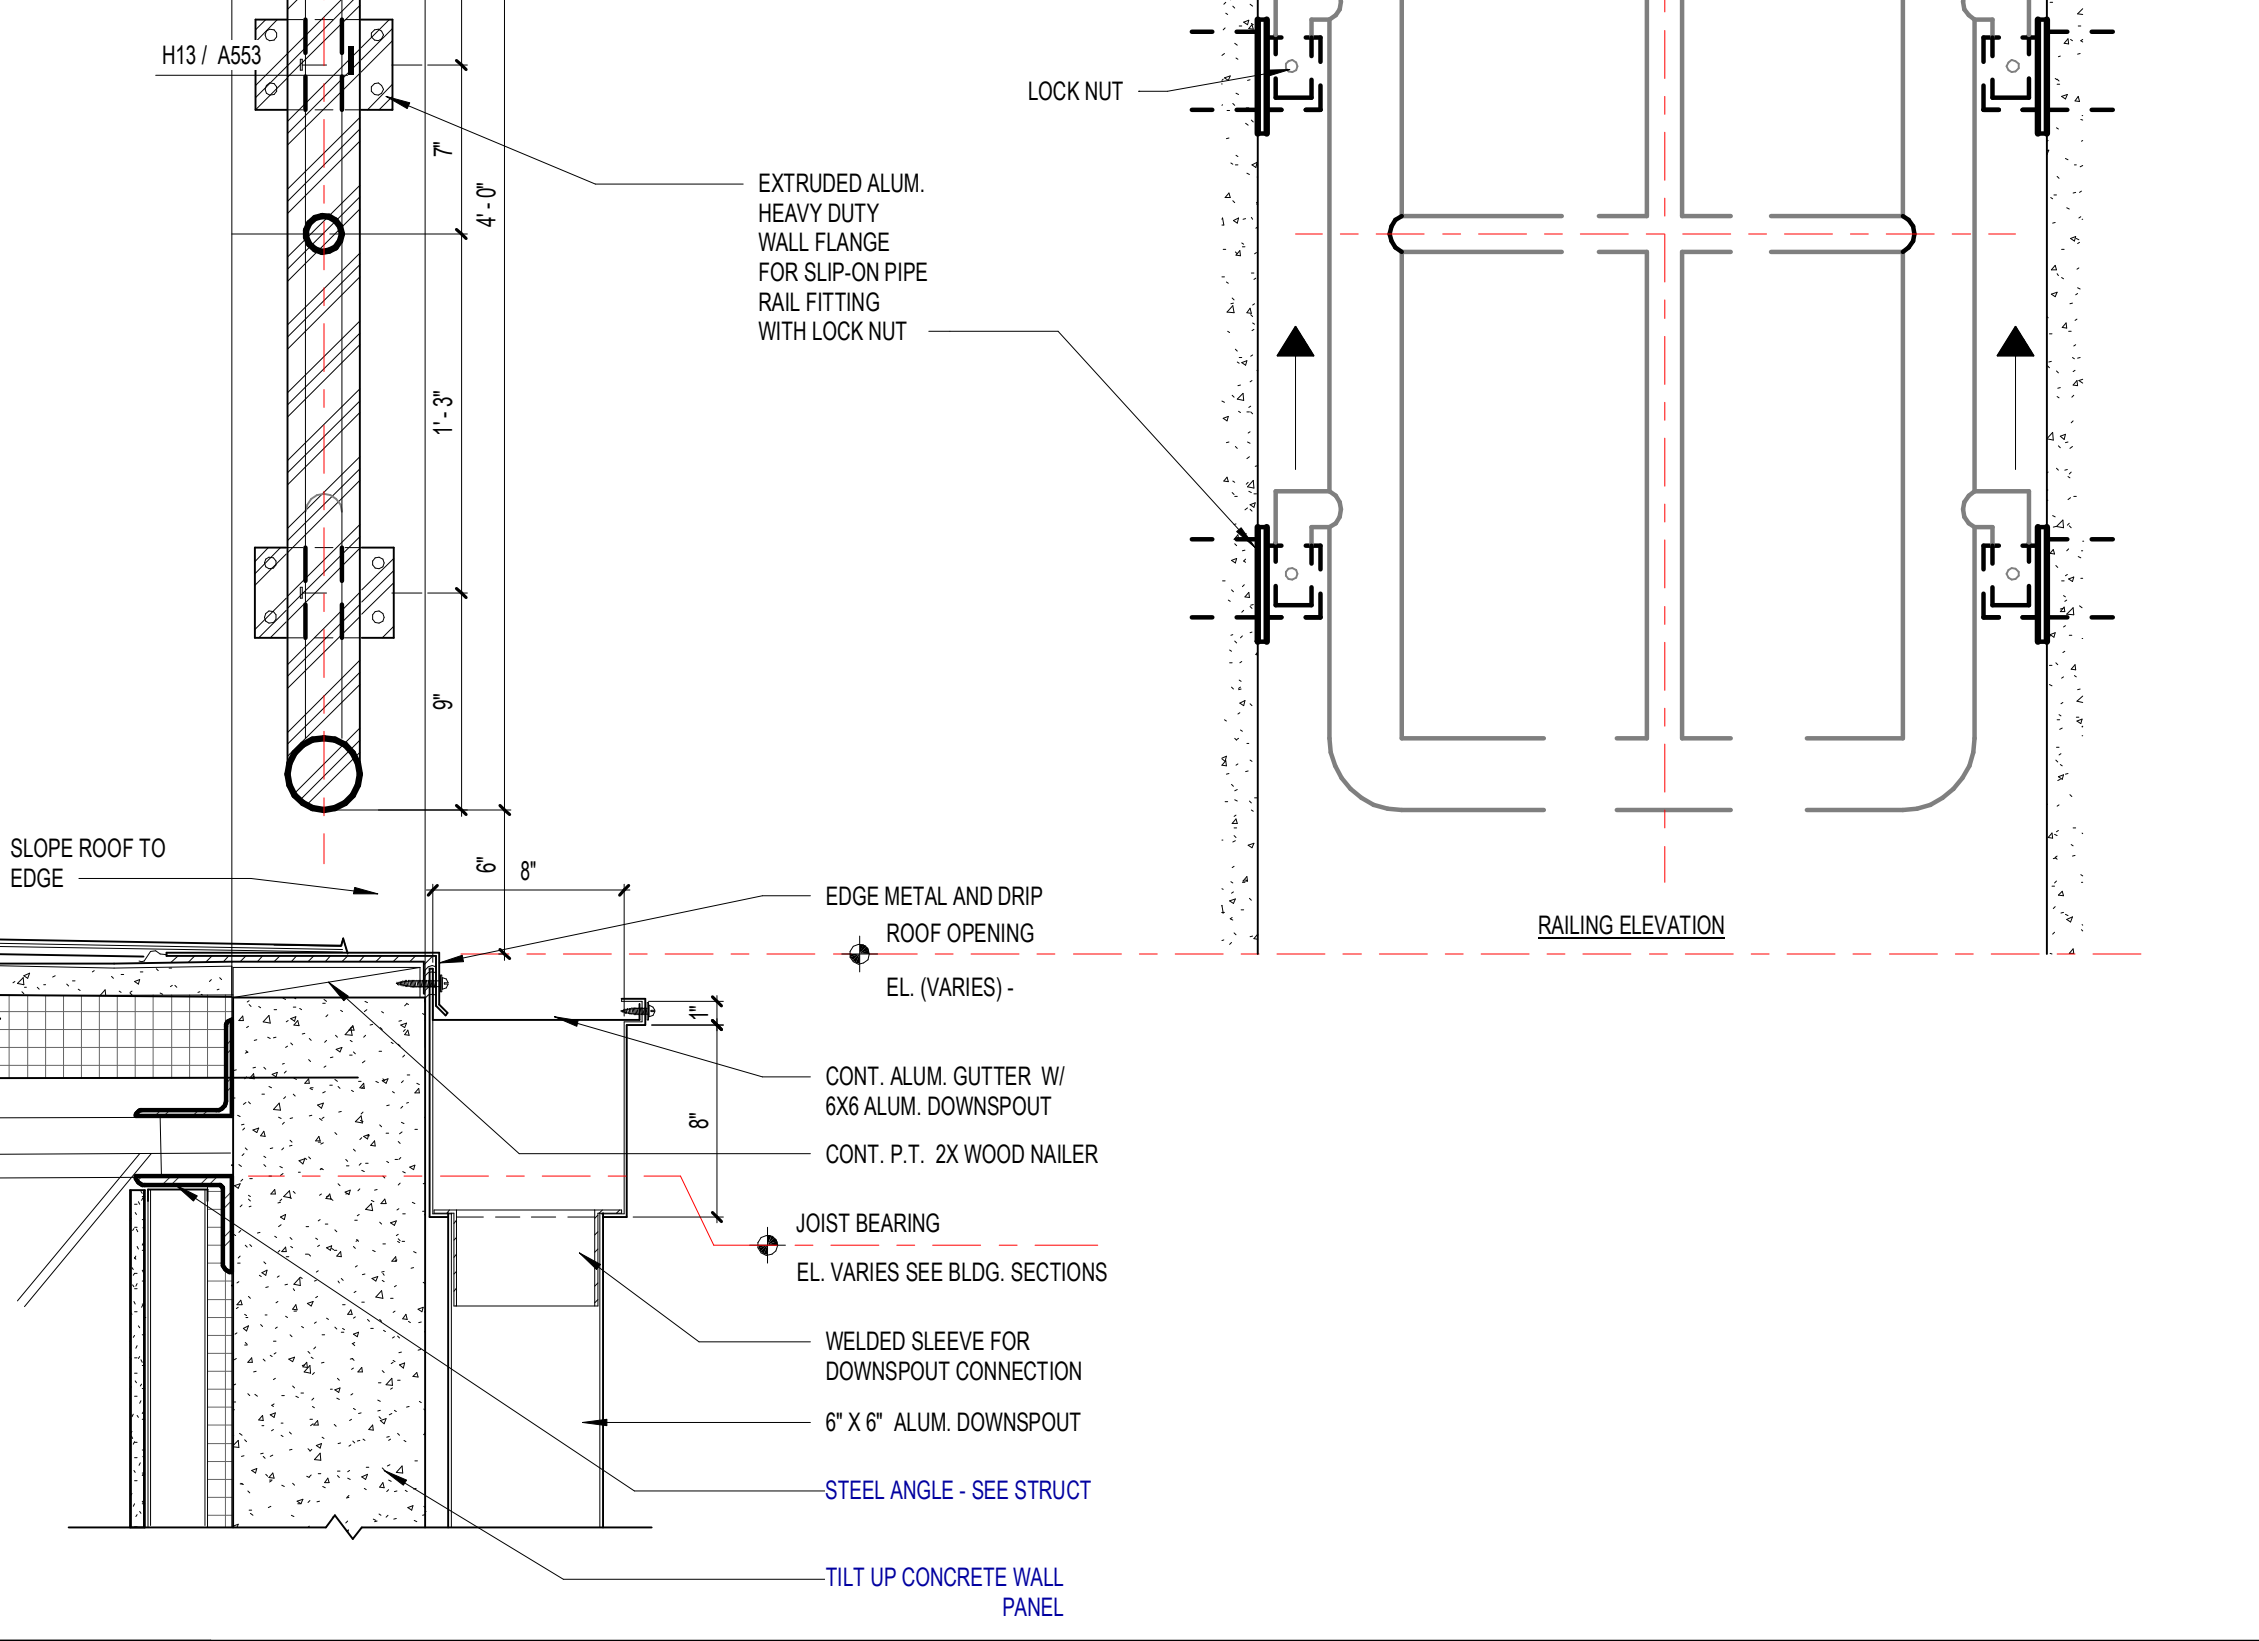 H13 / A553
7"
4' - 0"
1' - 3"
9"
LOCK NUT
EXTRUDED ALUM.
HEAVY DUTY
WALL FLANGE
FOR SLIP-ON PIPE
RAIL FITTING
WITH LOCK NUT
SLOPE ROOF TO
EDGE
6"
8"
EDGE METAL AND DRIP
ROOF OPENING
EL. (VARIES) -
RAILING ELEVATION
1"
8"
CONT. ALUM. GUTTER W/
6X6 ALUM. DOWNSPOUT
CONT. P.T. 2X WOOD NAILER
JOIST BEARING
EL. VARIES SEE BLDG. SECTIONS
WELDED SLEEVE FOR
DOWNSPOUT CONNECTION
6" X 6" ALUM. DOWNSPOUT
STEEL ANGLE - SEE STRUCT
TILT UP CONCRETE WALL
PANEL